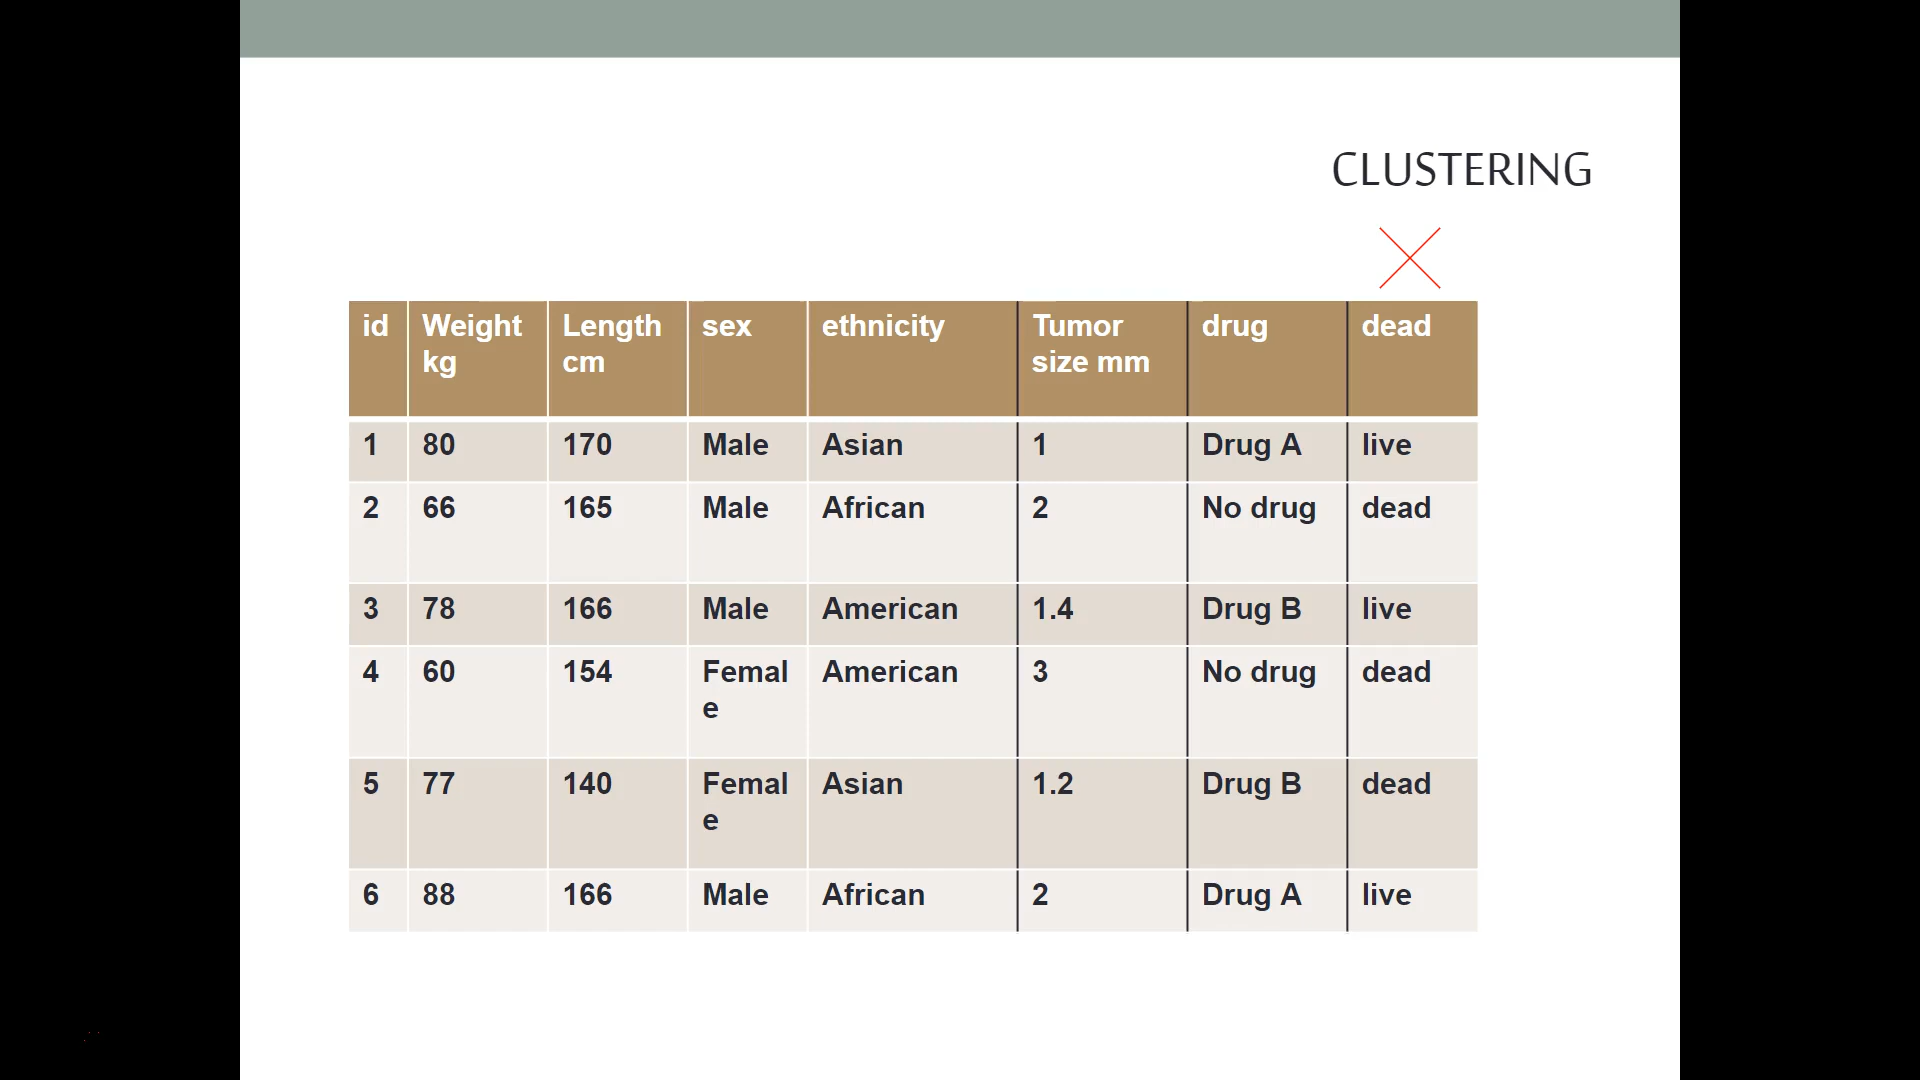 CLUSTERING
id Weight kg Length cm sex ethnicity Tumor size mm drug dead
1 80 170 Male Asian 1 Drug A live
2 66 165 Male African 2 No drug dead
3 78 166 Male American 1.4 Drug B live
4 60 154 Femal e American 3 No drug dead
5 77 140 Femal e Asian 1.2 Drug B dead
6 88 166 Male African 2 Drug A live